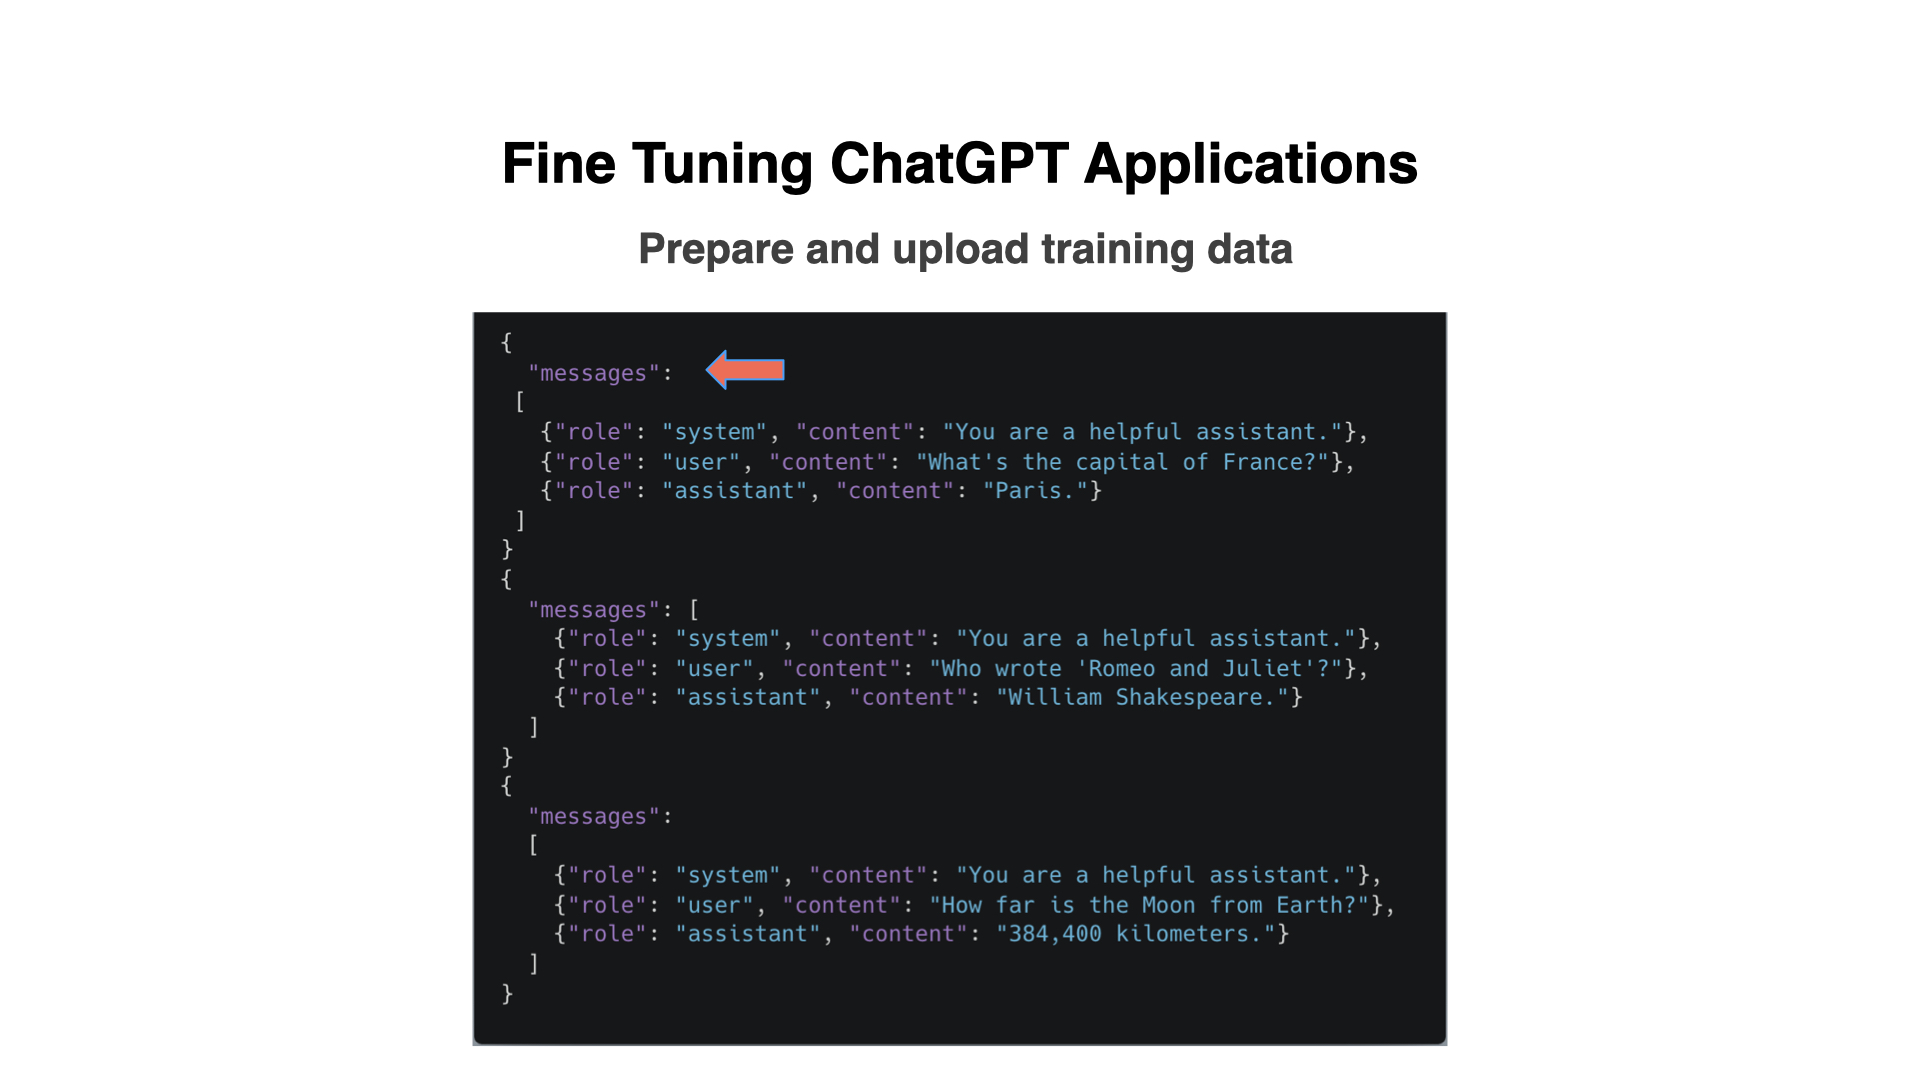 Fine Tuning ChatGPT Applications
Prepare and upload training data
{
  "messages":
 [
   {"role": "system", "content": "You are a helpful assistant."},
   {"role": "user", "content": "What's the capital of France?"},
   {"role": "assistant", "content": "Paris."}
 ]
}
{
  "messages": [
    {"role": "system", "content": "You are a helpful assistant."},
    {"role": "user", "content": "Who wrote 'Romeo and Juliet'?"},
    {"role": "assistant", "content": "William Shakespeare."}
  ]
}
{
  "messages":
  [
    {"role": "system", "content": "You are a helpful assistant."},
    {"role": "user", "content": "How far is the Moon from Earth?"},
    {"role": "assistant", "content": "384,400 kilometers."}
  ]
}